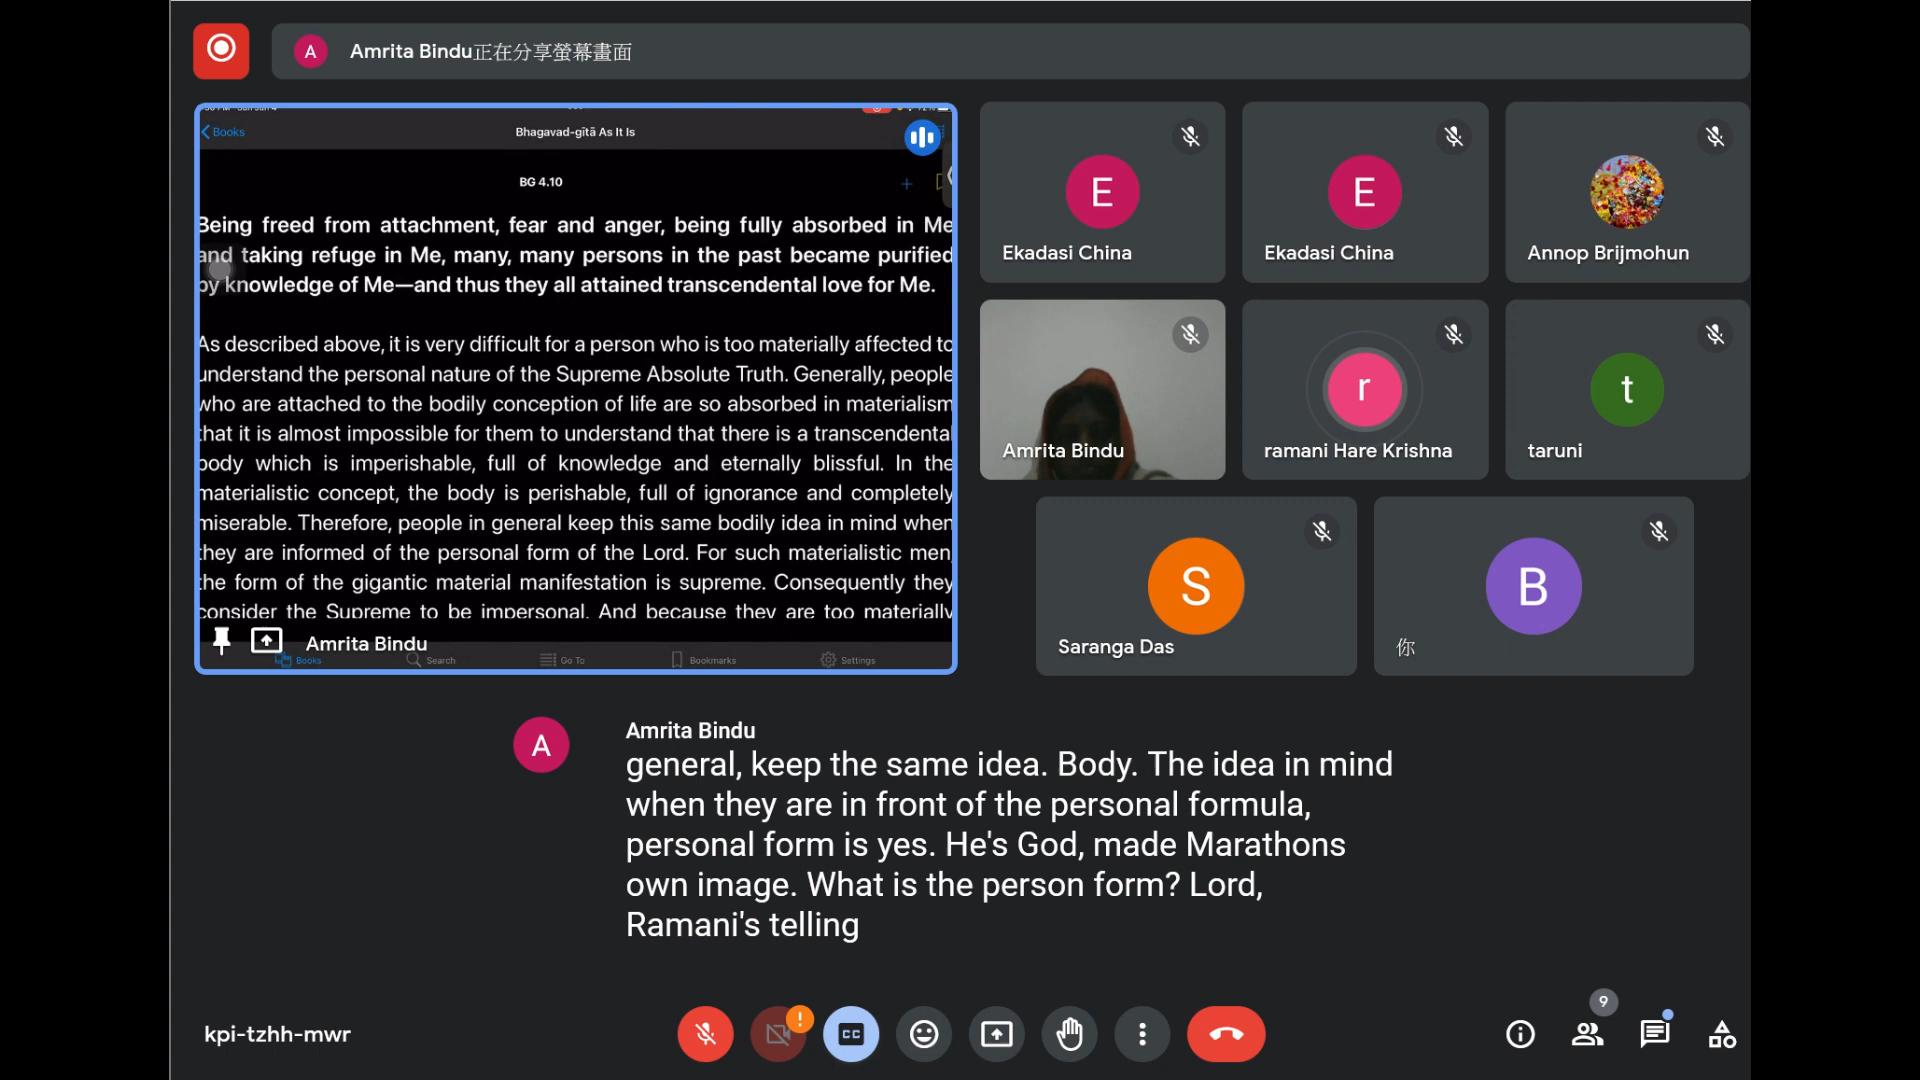 A Amrita Bindu正在分享螢幕畫面
Books
Bhagavad-gītā As It Is
BG 4.10
Being freed from attachment, fear and anger, being fully absorbed in Me
and taking refuge in Me, many, many persons in the past became purified
by knowledge of Me—and thus they all attained transcendental love for Me.
As described above, it is very difficult for a person who is too materially affected to
understand the personal nature of the Supreme Absolute Truth. Generally, people
who are attached to the bodily conception of life are so absorbed in materialism
that it is almost impossible for them to understand that there is a transcendental
body which is imperishable, full of knowledge and eternally blissful. In the
materialistic concept, the body is perishable, full of ignorance and completely
miserable. Therefore, people in general keep this same bodily idea in mind when
they are informed of the personal form of the Lord. For such materialistic men,
the form of the gigantic material manifestation is supreme. Consequently they
consider the Supreme to be impersonal. And because they are too materially
Amrita Bindu
Books Search Go To Bookmarks Settings
E
Ekadasi China
E
Ekadasi China
Annop Brijmohun
Amrita Bindu
r
ramani Hare Krishna
t
taruni
S
Saranga Das
B
你
A
Amrita Bindu
general, keep the same idea. Body. The idea in mind
when they are in front of the personal formula,
personal form is yes. He's God, made Marathons
own image. What is the person form? Lord,
Ramani's telling
kpi-tzhh-mwr
!
CC
9